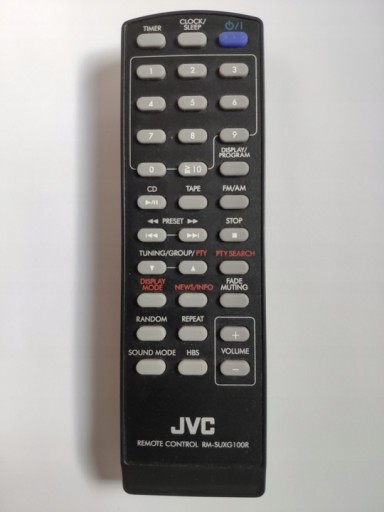 CLOCK/
TIMER SLEEP ⏻/I
1 2 3
4 5 6
7 8 9
DISPLAY/
0 ≧10 PROGRAM
CD TAPE FM/AM
▶/II
◀◀ PRESET ▶▶ STOP
I◀◀ ▶▶I ■
TUNING/GROUP/PTY PTY SEARCH
▼ ▲
DISPLAY FADE
MODE NEWS/INFO MUTING
RANDOM REPEAT
+
SOUND MODE HBS VOLUME
−
JVC
REMOTE CONTROL RM-SUXG100R